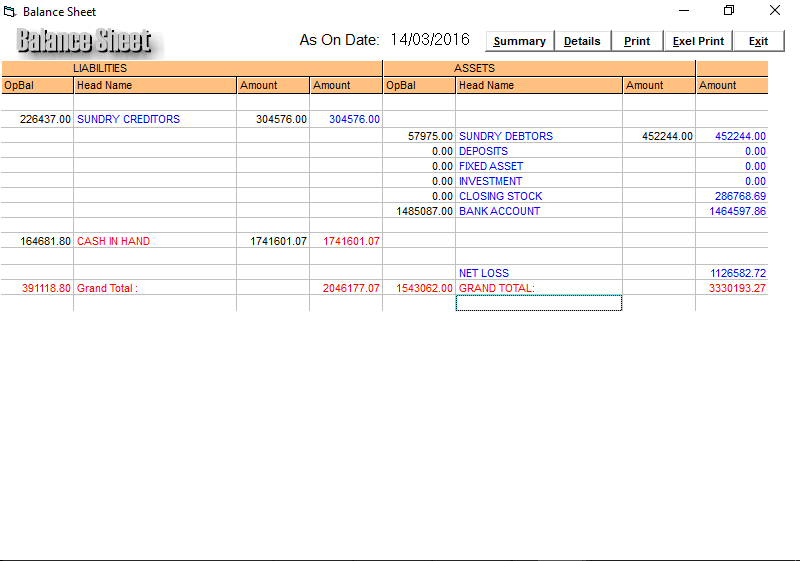 Balance Sheet
Balance Sheet As On Date: 14/03/2016 Summary Details Print Exel Print Exit
LIABILITIES ASSETS
OpBal Head Name Amount Amount OpBal Head Name Amount Amount
226437.00 SUNDRY CREDITORS 304576.00 304576.00
57975.00 SUNDRY DEBTORS 452244.00 452244.00
0.00 DEPOSITS 0.00
0.00 FIXED ASSET 0.00
0.00 INVESTMENT 0.00
0.00 CLOSING STOCK 286768.69
1485087.00 BANK ACCOUNT 1464597.86
164681.80 CASH IN HAND 1741601.07 1741601.07
NET LOSS 1126582.72
391118.80 Grand Total : 2046177.07 1543062.00 GRAND TOTAL: 3330193.27